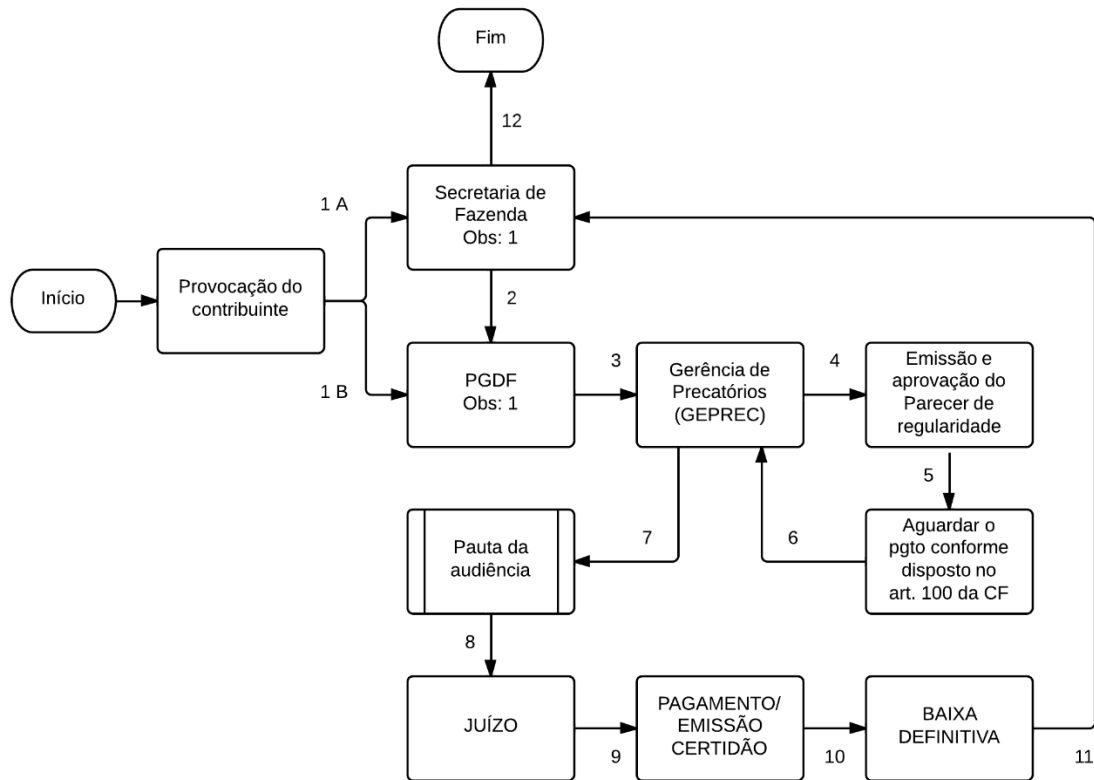 Fim
12
Secretaria de
Fazenda
Obs: 1
1 A
Início
Provocação do
contribuinte
2
1 B
PGDF
Obs: 1
3
Gerência de
Precatórios
(GEPREC)
4
Emissão e
aprovação do
Parecer de
regularidade
5
Aguardar o
pgto conforme
disposto no
art. 100 da CF
6
7
Pauta da
audiência
8
JUÍZO
9
PAGAMENTO/
EMISSÃO
CERTIDÃO
10
BAIXA
DEFINITIVA
11